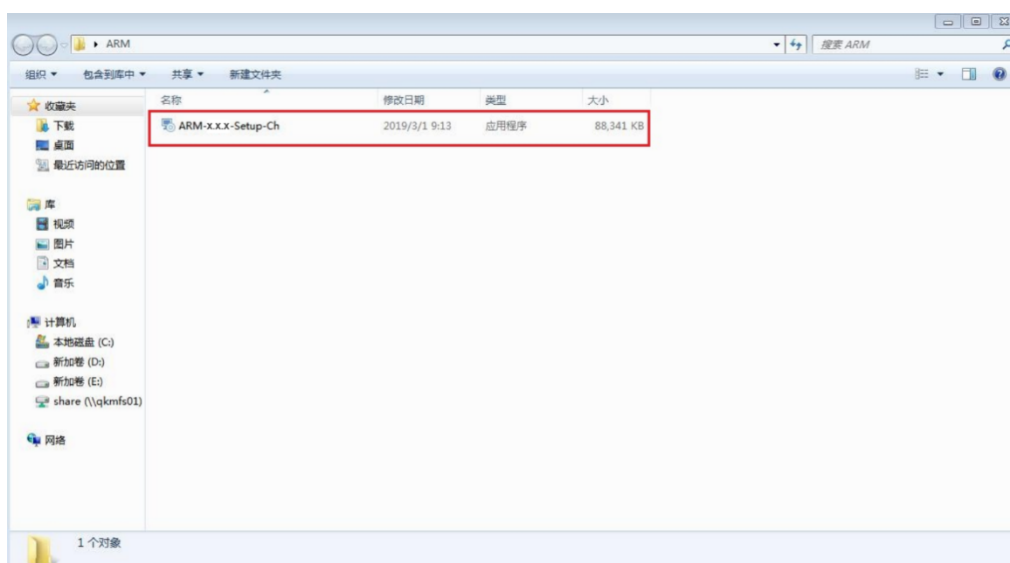 ARM
搜索 ARM
组织 包含到库中 共享 新建文件夹
名称 修改日期 类型 大小
ARM-x.x.x-Setup-Ch 2019/3/1 9:13 应用程序 88,341 KB
收藏夹
下载
桌面
最近访问的位置
库
视频
图片
文档
音乐
计算机
本地磁盘 (C:)
新加卷 (D:)
新加卷 (E:)
share (\\qkmfs01)
网络
1 个对象